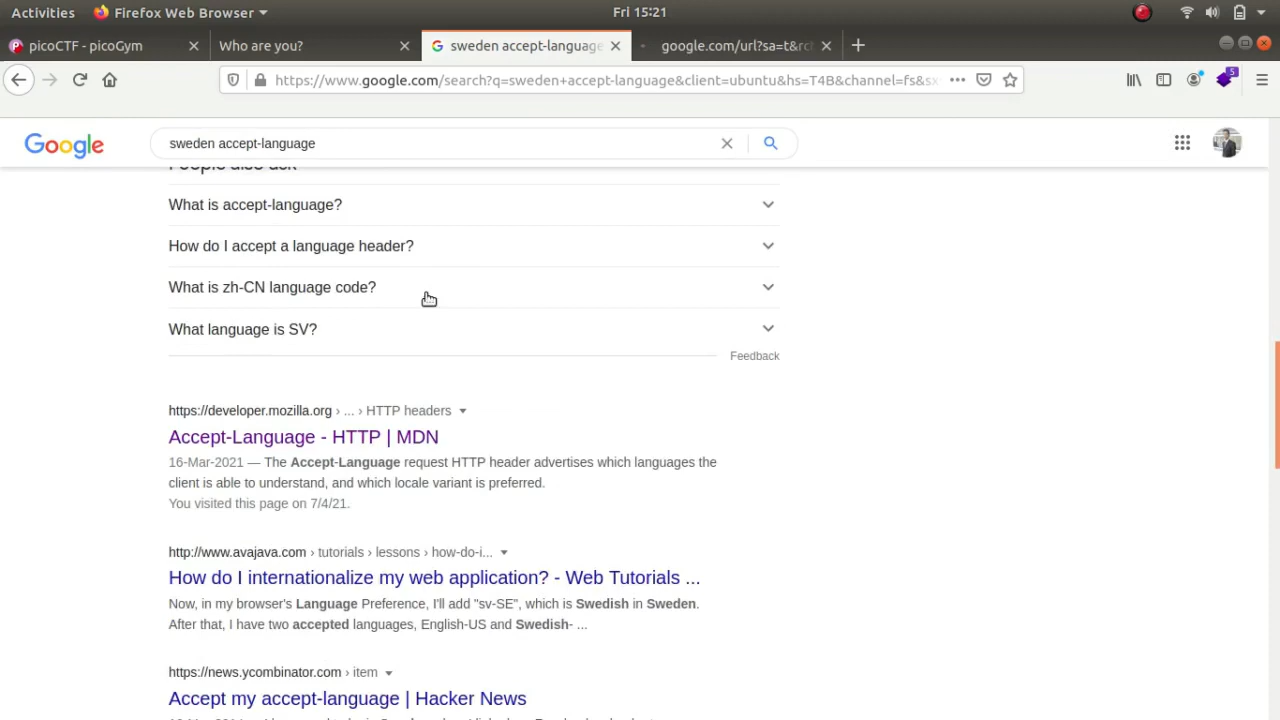 Activities Firefox Web Browser Fri 15:21
picoCTF - picoGym Who are you? sweden accept-language google.com/url?sa=t&rc
https://www.google.com/search?q=sweden+accept-language&client=ubuntu&hs=T4B&channel=fs&s
5
Google sweden accept-language
People also ask
What is accept-language?
How do I accept a language header?
What is zh-CN language code?
What language is SV?
Feedback
https://developer.mozilla.org › ... › HTTP headers
Accept-Language - HTTP | MDN
16-Mar-2021 — The Accept-Language request HTTP header advertises which languages the
client is able to understand, and which locale variant is preferred.
You visited this page on 7/4/21.
http://www.avajava.com › tutorials › lessons › how-do-i...
How do I internationalize my web application? - Web Tutorials ...
Now, in my browser's Language Preference, I'll add "sv-SE", which is Swedish in Sweden.
After that, I have two accepted languages, English-US and Swedish- ...
https://news.ycombinator.com › item
Accept my accept-language | Hacker News